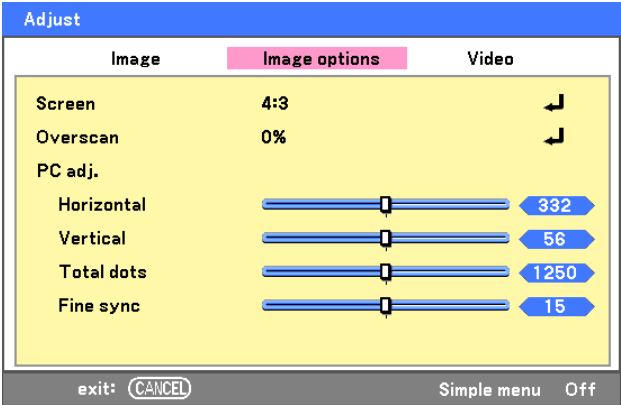 Adjust
Image Image options Video
Screen 4:3
Overscan 0%
PC adj.
Horizontal 332
Vertical 56
Total dots 1250
Fine sync 15
exit: CANCEL Simple menu Off